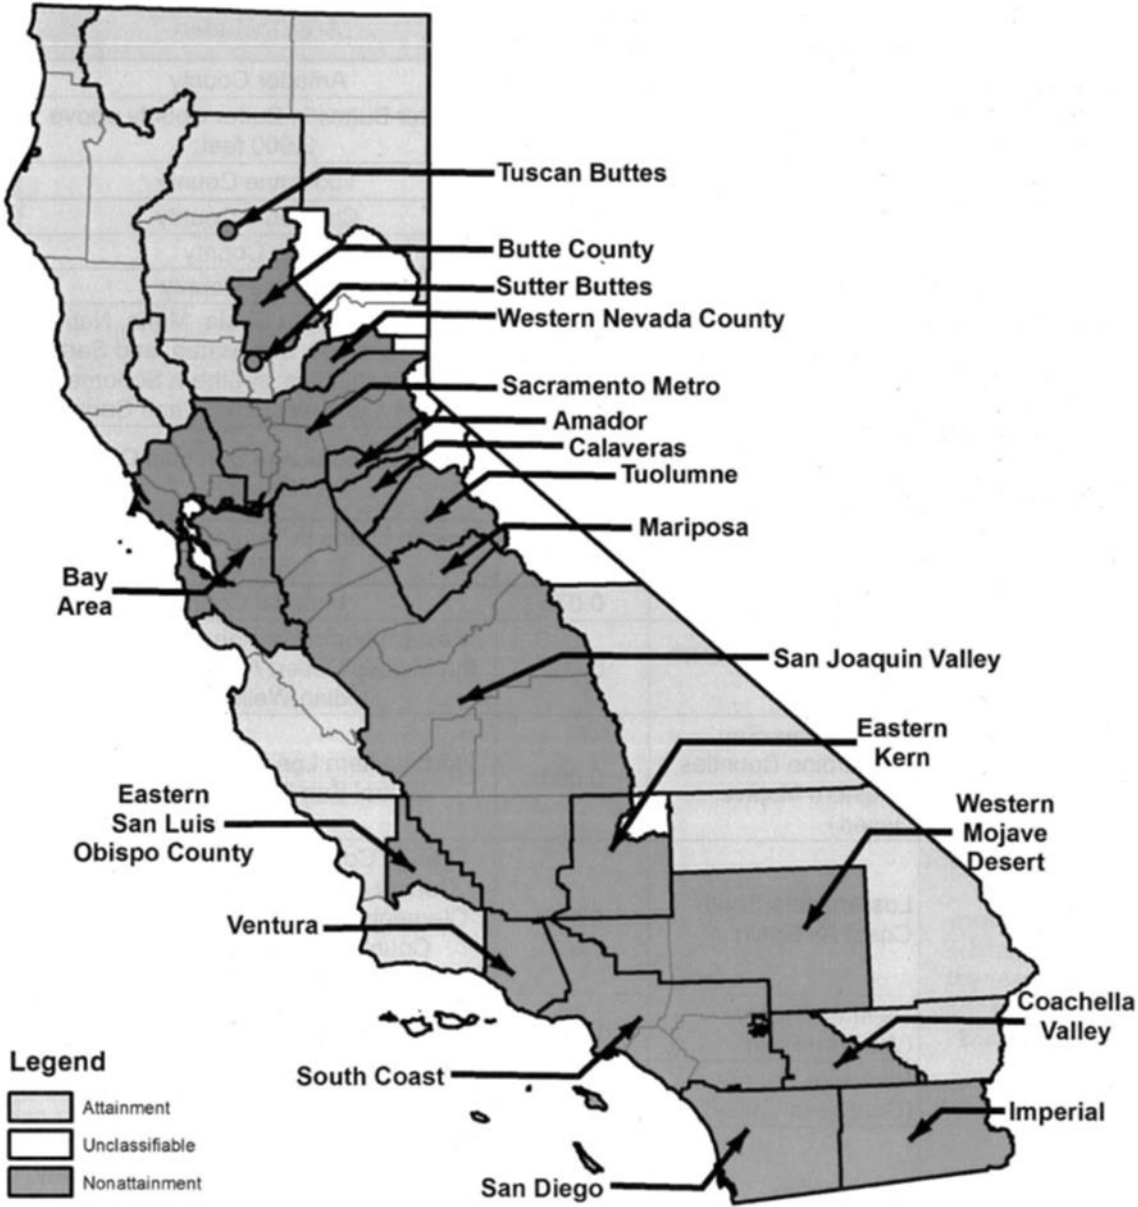 Tuscan Buttes
Butte County
Sutter Buttes
Western Nevada County
Sacramento Metro
Amador
Calaveras
Tuolumne
Mariposa
Bay
Area
San Joaquin Valley
Eastern
Kern
Eastern
San Luis
Obispo County
Western
Mojave
Desert
Ventura
Coachella
Valley
South Coast
Imperial
San Diego
Legend
Attainment
Unclassifiable
Nonattainment